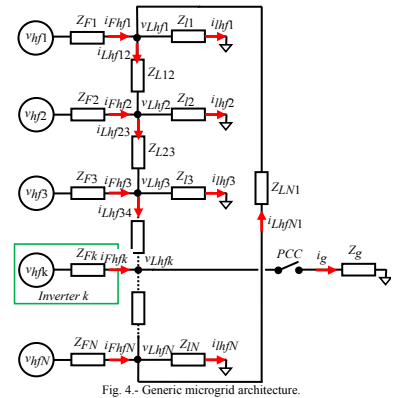 ZF1 iFhf1 vLhf1 Zl1 ilhf1
vhf1
iLhf12
ZL12
ZF2 iFhf2 vLhf2 Zl2 ilhf2
vhf2
iLhf23
ZL23
ZLN1
ZF3 iFhf3 vLhf3 Zl3 ilhf3
vhf3
iLhf34
iLhfN1
ZFk iFhfk vLhfk PCC ig Zg
vhfk
Inverter k
ZFN iFhfN vLhfN ZlN ilhfN
vhfN
Fig. 4.- Generic microgrid architecture.